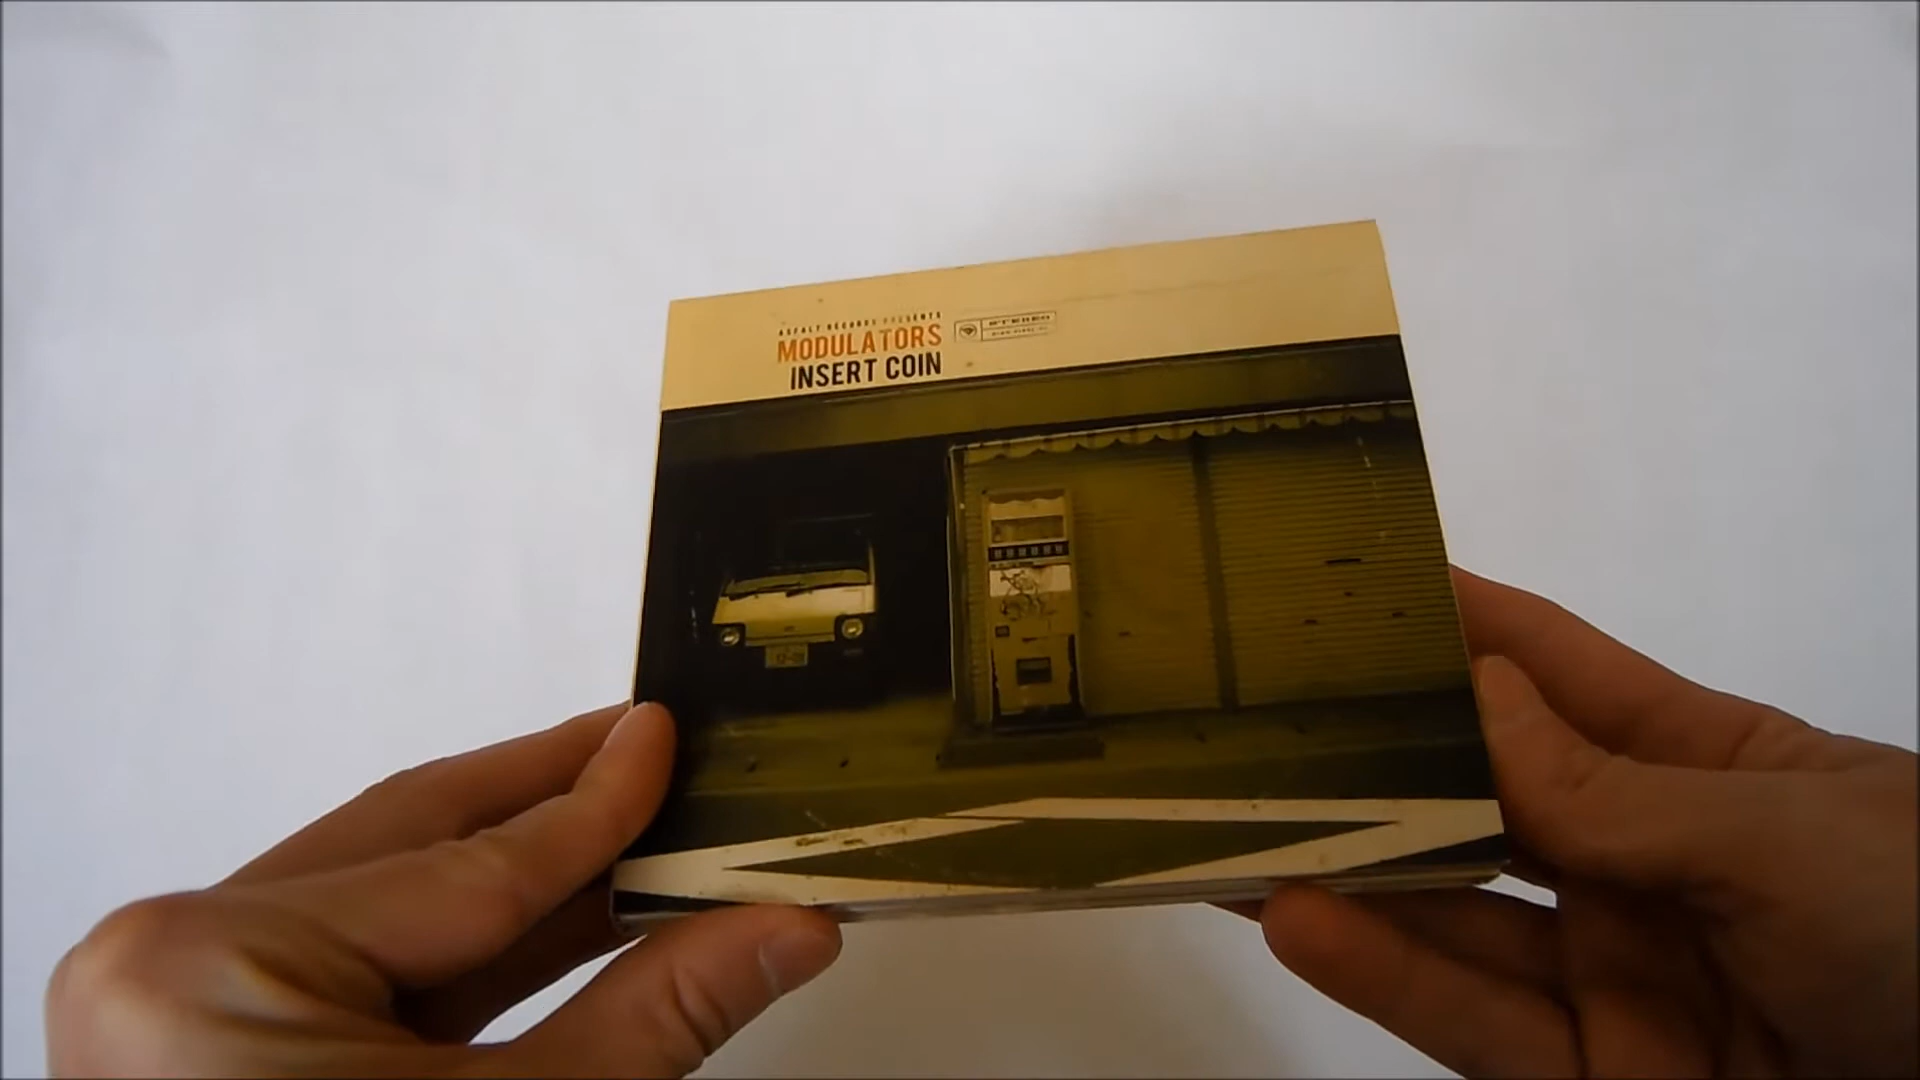 ASFALT RECORDS PRESENTS
MODULATORS
INSERT COIN
STEREO